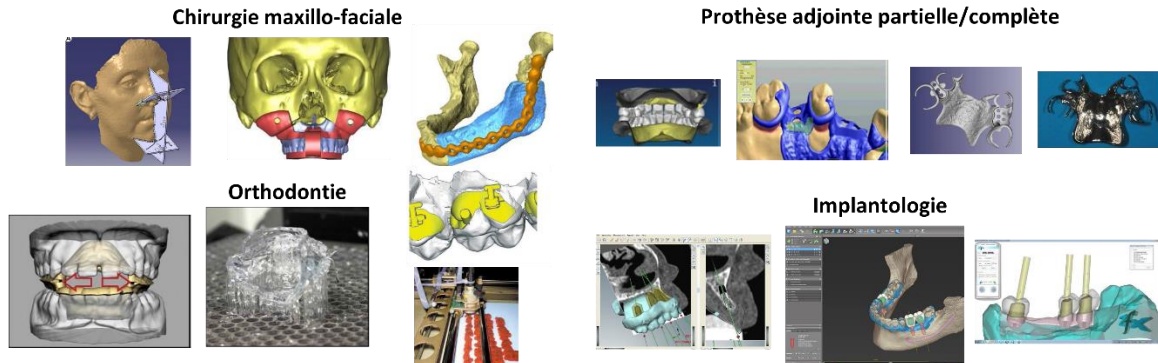 Chirurgie maxillo-faciale
Prothèse adjointe partielle/complète
Orthodontie
Implantologie